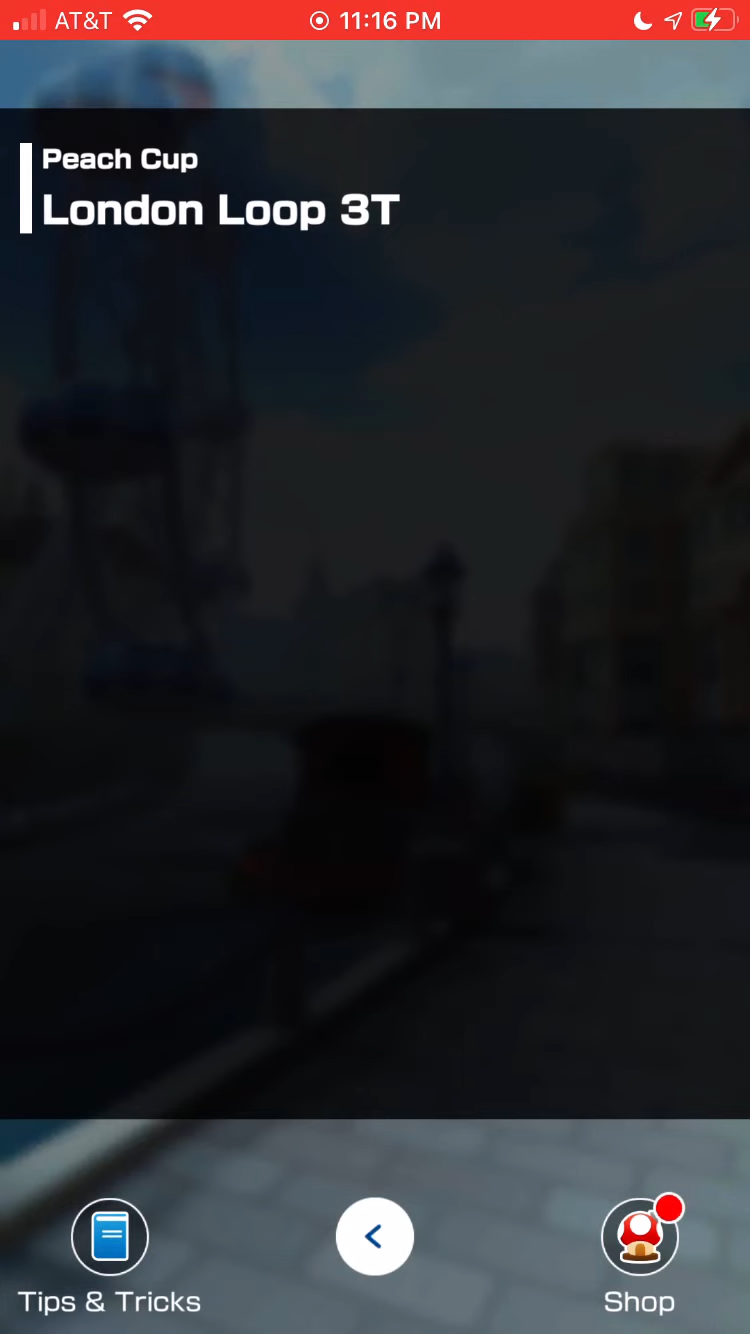 AT&T 11:16 PM
Peach Cup
London Loop 3T
Tips & Tricks
Shop